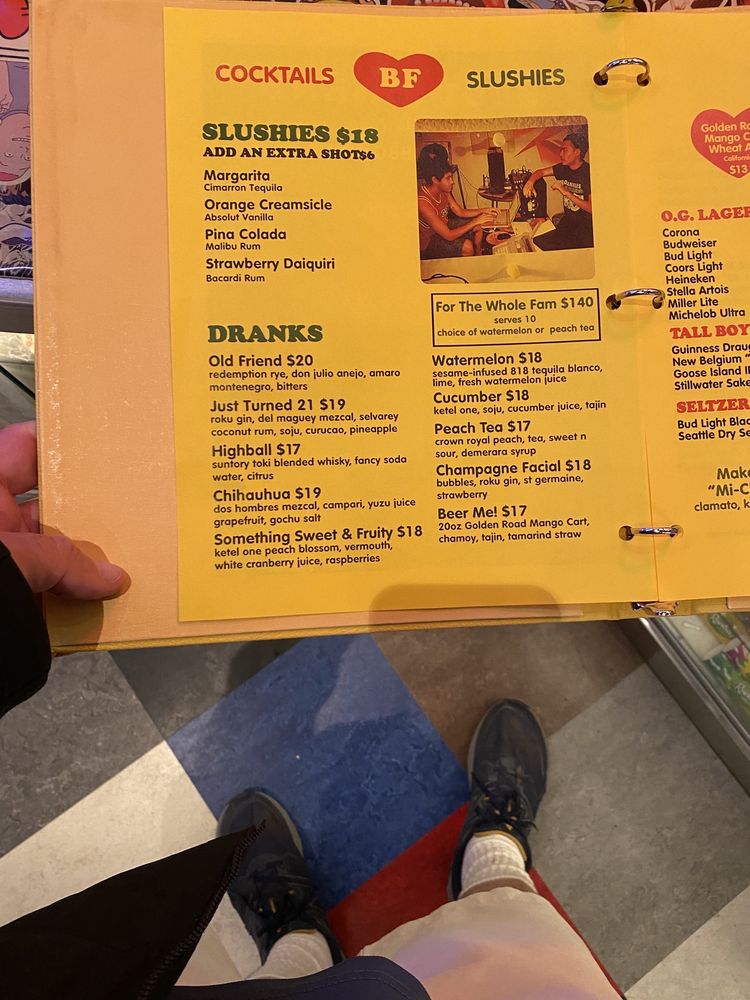 COCKTAILS BF SLUSHIES
SLUSHIES $18
ADD AN EXTRA SHOT$6
Margarita
Cimarron Tequila
Orange Creamsicle
Absolut Vanilla
Pina Colada
Malibu Rum
Strawberry Daiquiri
Bacardi Rum
For The Whole Fam $140
serves 10
choice of watermelon or peach tea
DRANKS
Old Friend $20
redemption rye, don julio anejo, amaro
montenegro, bitters
Just Turned 21 $19
roku gin, del maguey mezcal, selvarey
coconut rum, soju, curucao, pineapple
Highball $17
suntory toki blended whisky, fancy soda
water, citrus
Chihauhua $19
dos hombres mezcal, campari, yuzu juice
grapefruit, gochu salt
Something Sweet & Fruity $18
ketel one peach blossom, vermouth,
white cranberry juice, raspberries
Watermelon $18
sesame-infused 818 tequila blanco,
lime, fresh watermelon juice
Cucumber $18
ketel one, soju, cucumber juice, tajin
Peach Tea $17
crown royal peach, tea, sweet n
sour, demerara syrup
Champagne Facial $18
bubbles, roku gin, st germaine,
strawberry
Beer Me! $17
20oz Golden Road Mango Cart,
chamoy, tajin, tamarind straw
Golden
Mango C
Wheat A
$13
O.G. LAGER
Corona
Budweiser
Bud Light
Coors Light
Heineken
Stella Artois
Miller Lite
Michelob Ultra
TALL BOY
Guinness Draug
New Belgium "
Goose Island I
Stillwater Sake
SELTZER
Bud Light Blac
Seattle Dry Se
Make
"Mi-C
clamato, k